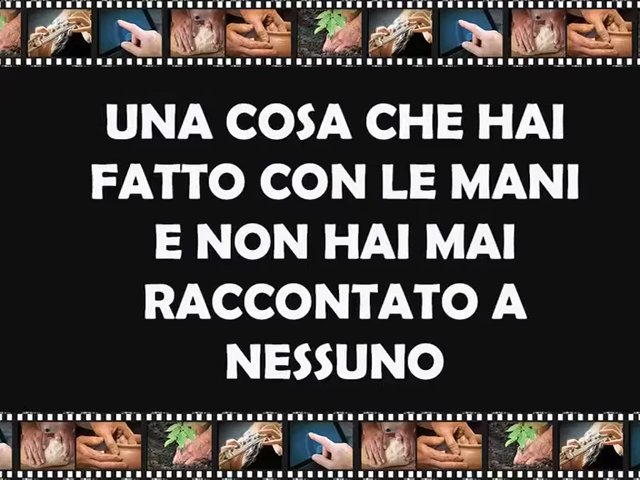 UNA COSA CHE HAI
FATTO CON LE MANI
E NON HAI MAI
RACCONTATO A
NESSUNO